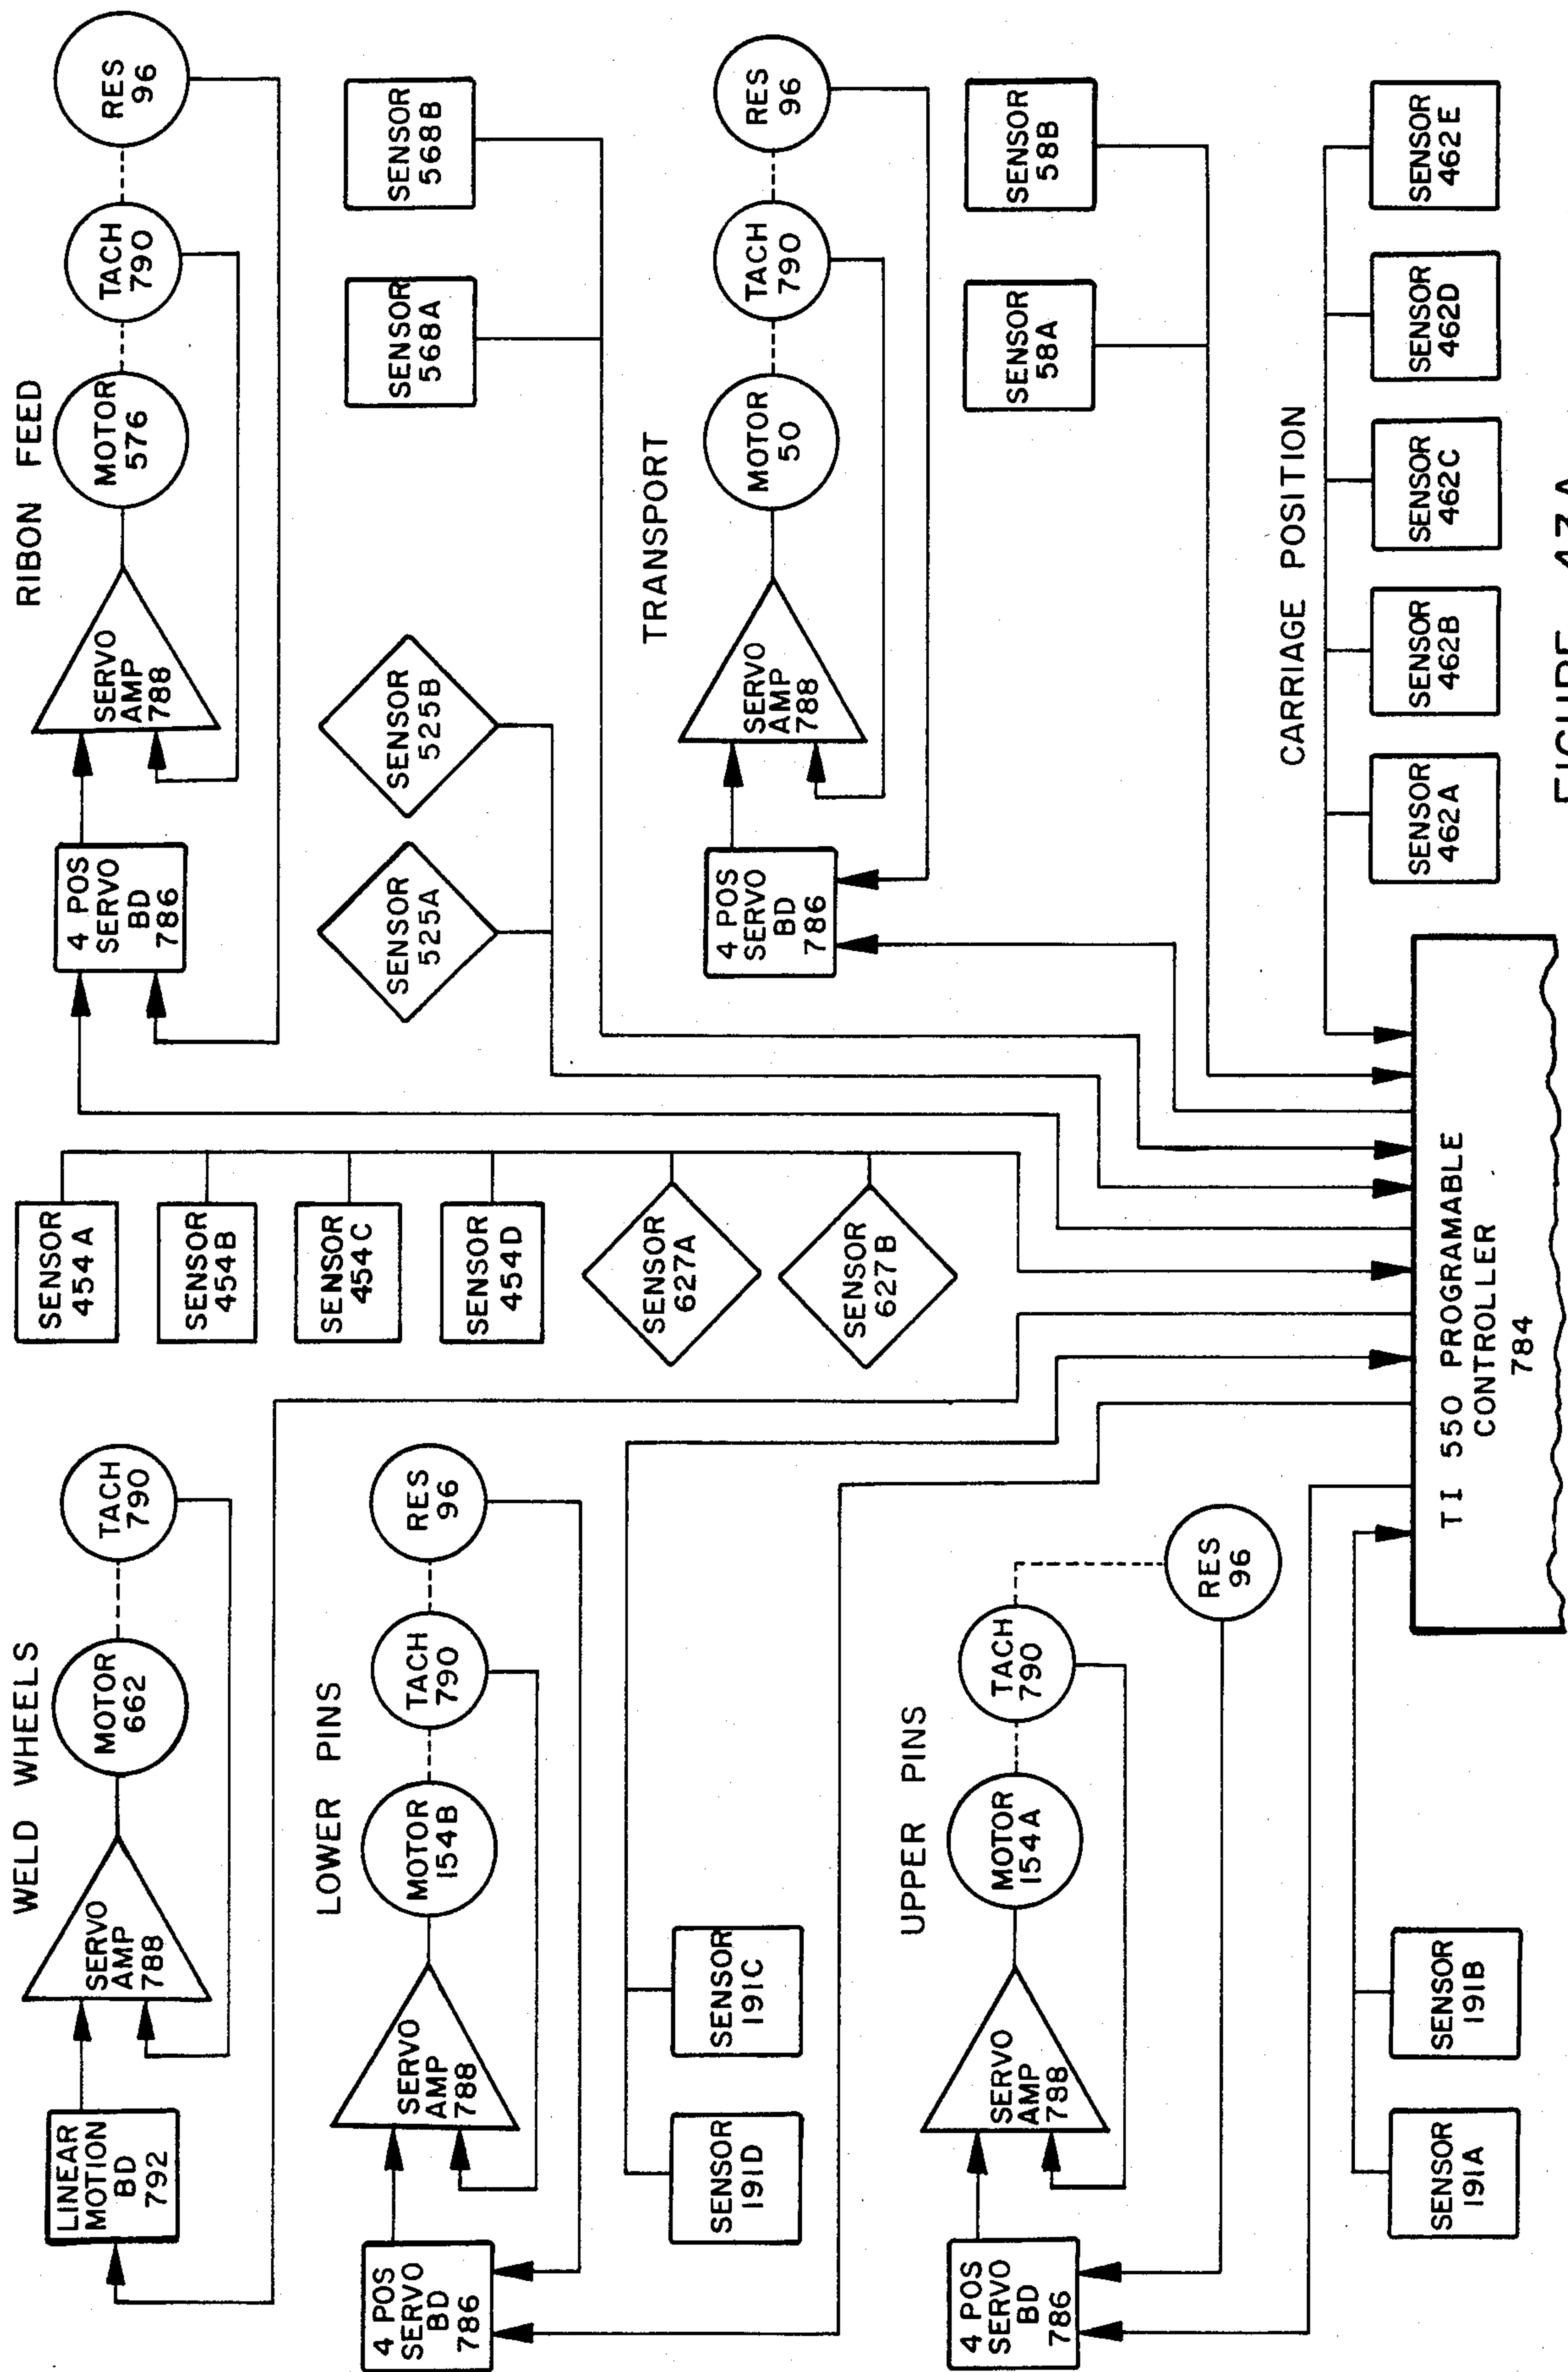 WELD WHEELS
LINEAR
MOTION
BD
792
SERVO
AMP
788
MOTOR
662
TACH
790
LOWER PINS
4 POS
SERVO
BD
786
SERVO
AMP
788
MOTOR
154B
TACH
790
RES
96
SENSOR
191D
SENSOR
191C
UPPER PINS
4 POS
SERVO
BD
786
SERVO
AMP
788
MOTOR
154A
TACH
790
RES
96
SENSOR
191A
SENSOR
191B
SENSOR
454A
SENSOR
454B
SENSOR
454C
SENSOR
454D
SENSOR
627A
SENSOR
627B
RIBON FEED
4 POS
SERVO
BD
786
SERVO
AMP
788
MOTOR
576
TACH
790
RES
96
SENSOR
525A
SENSOR
525B
SENSOR
568A
SENSOR
568B
TRANSPORT
4 POS
SERVO
BD
786
SERVO
AMP
788
MOTOR
50
TACH
790
RES
96
SENSOR
58A
SENSOR
58B
CARRIAGE POSITION
SENSOR
462A
SENSOR
462B
SENSOR
462C
SENSOR
462D
SENSOR
462E
TI 550 PROGRAMABLE
CONTROLLER
784
FIGURE 43A